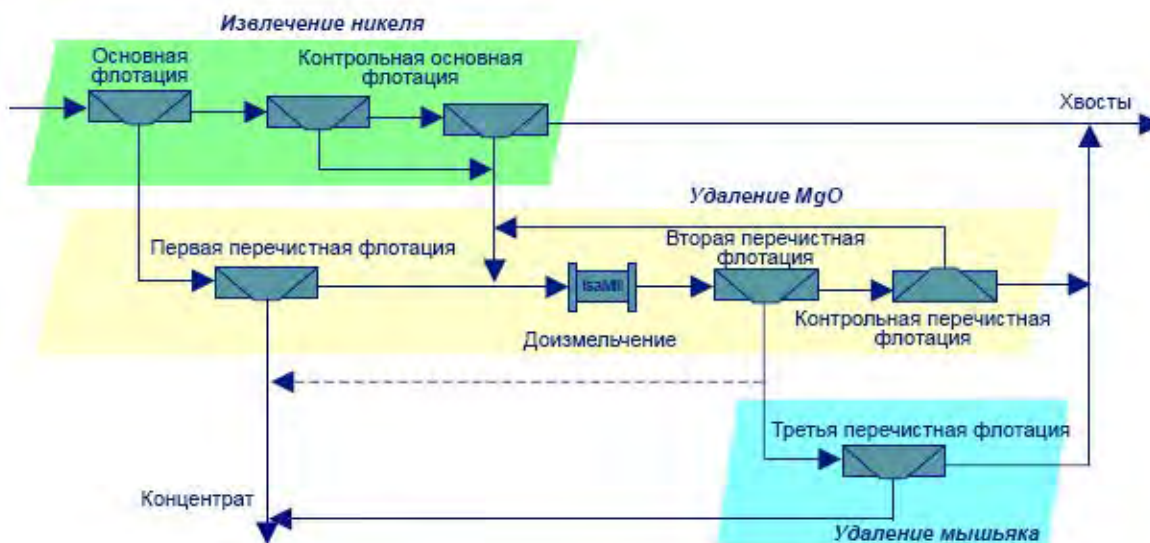 Извлечение никеля
Основная
флотация
Контрольная основная
флотация
Хвосты
Удаление MgO
Первая перечистная флотация
Вторая перечистная
флотация
IsaMill
Контрольная перечистная
флотация
Доизмельчение
Третья перечистная флотация
Концентрат
Удаление мышьяка